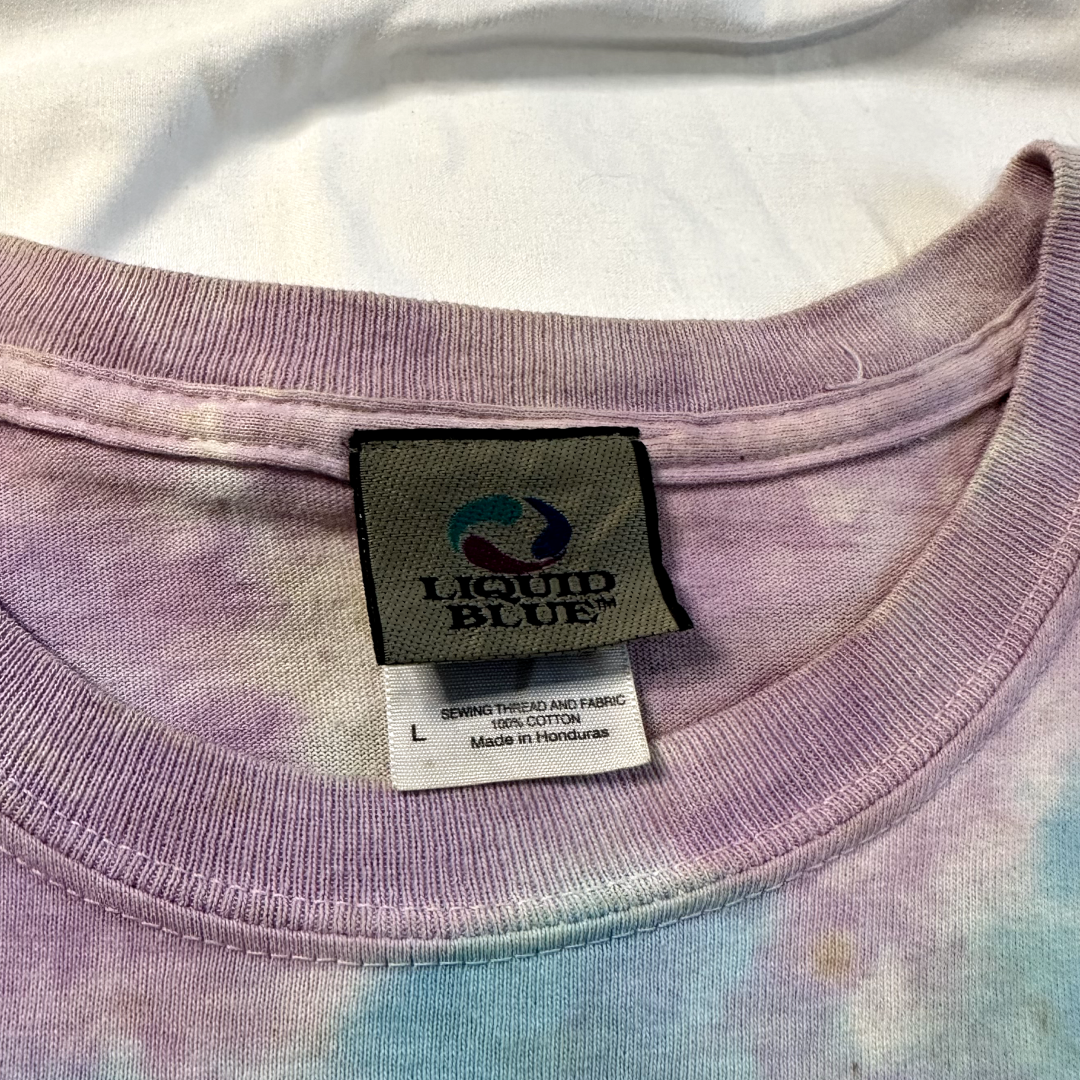 LIQUID
BLUE™
SEWING THREAD AND FABRIC
100% COTTON
L
Made in Honduras